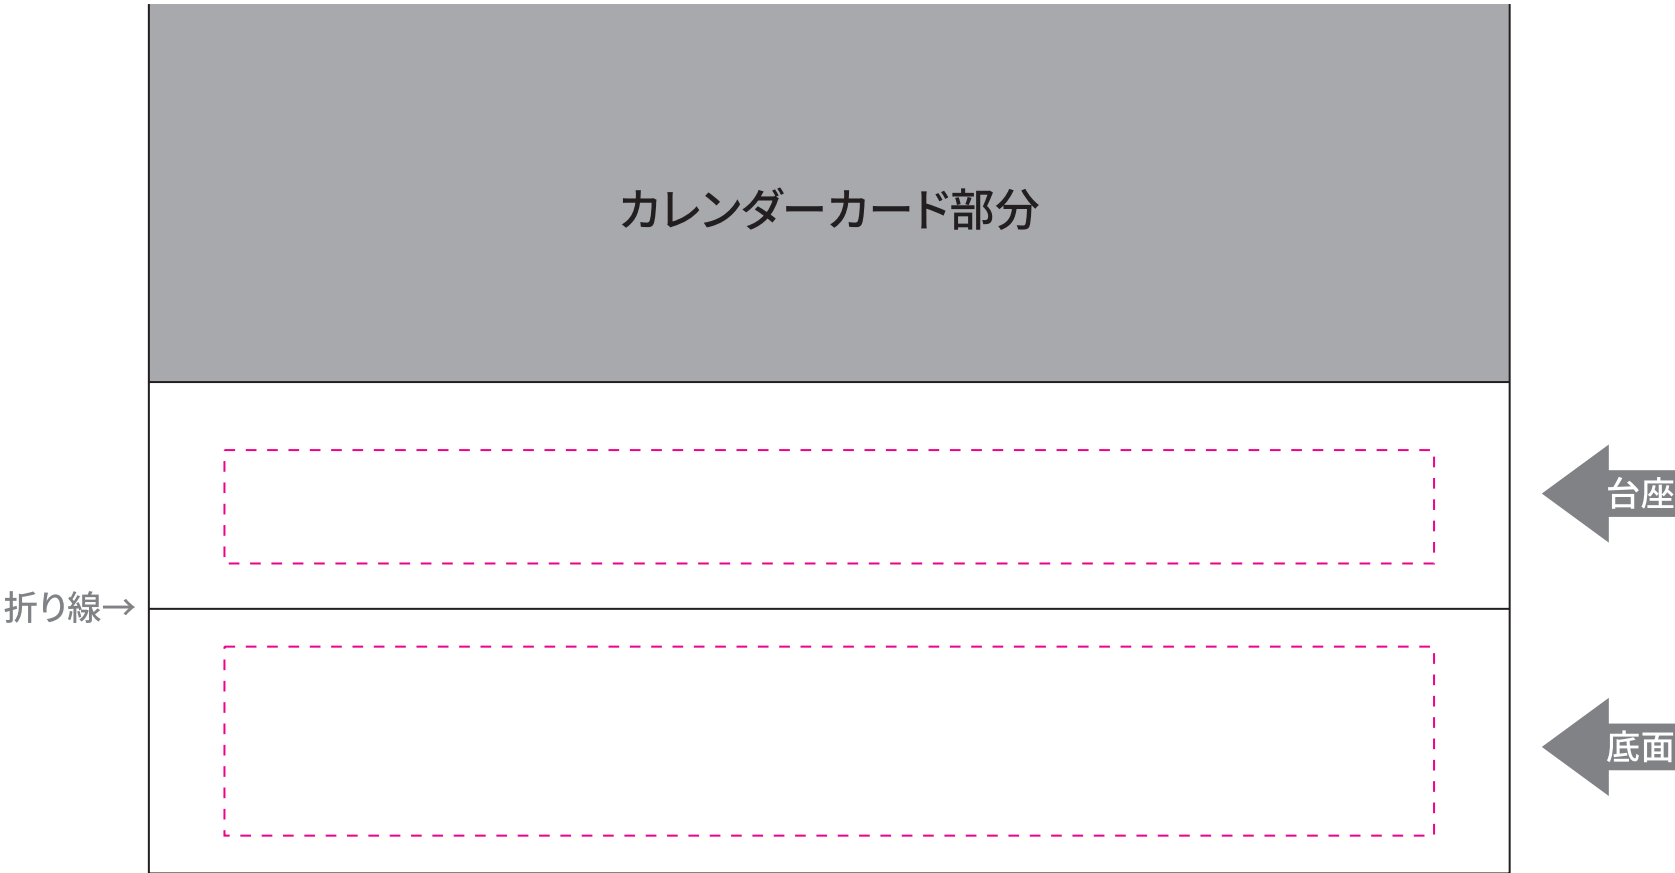 カレンダーカード部分
台座
折り線→
底面